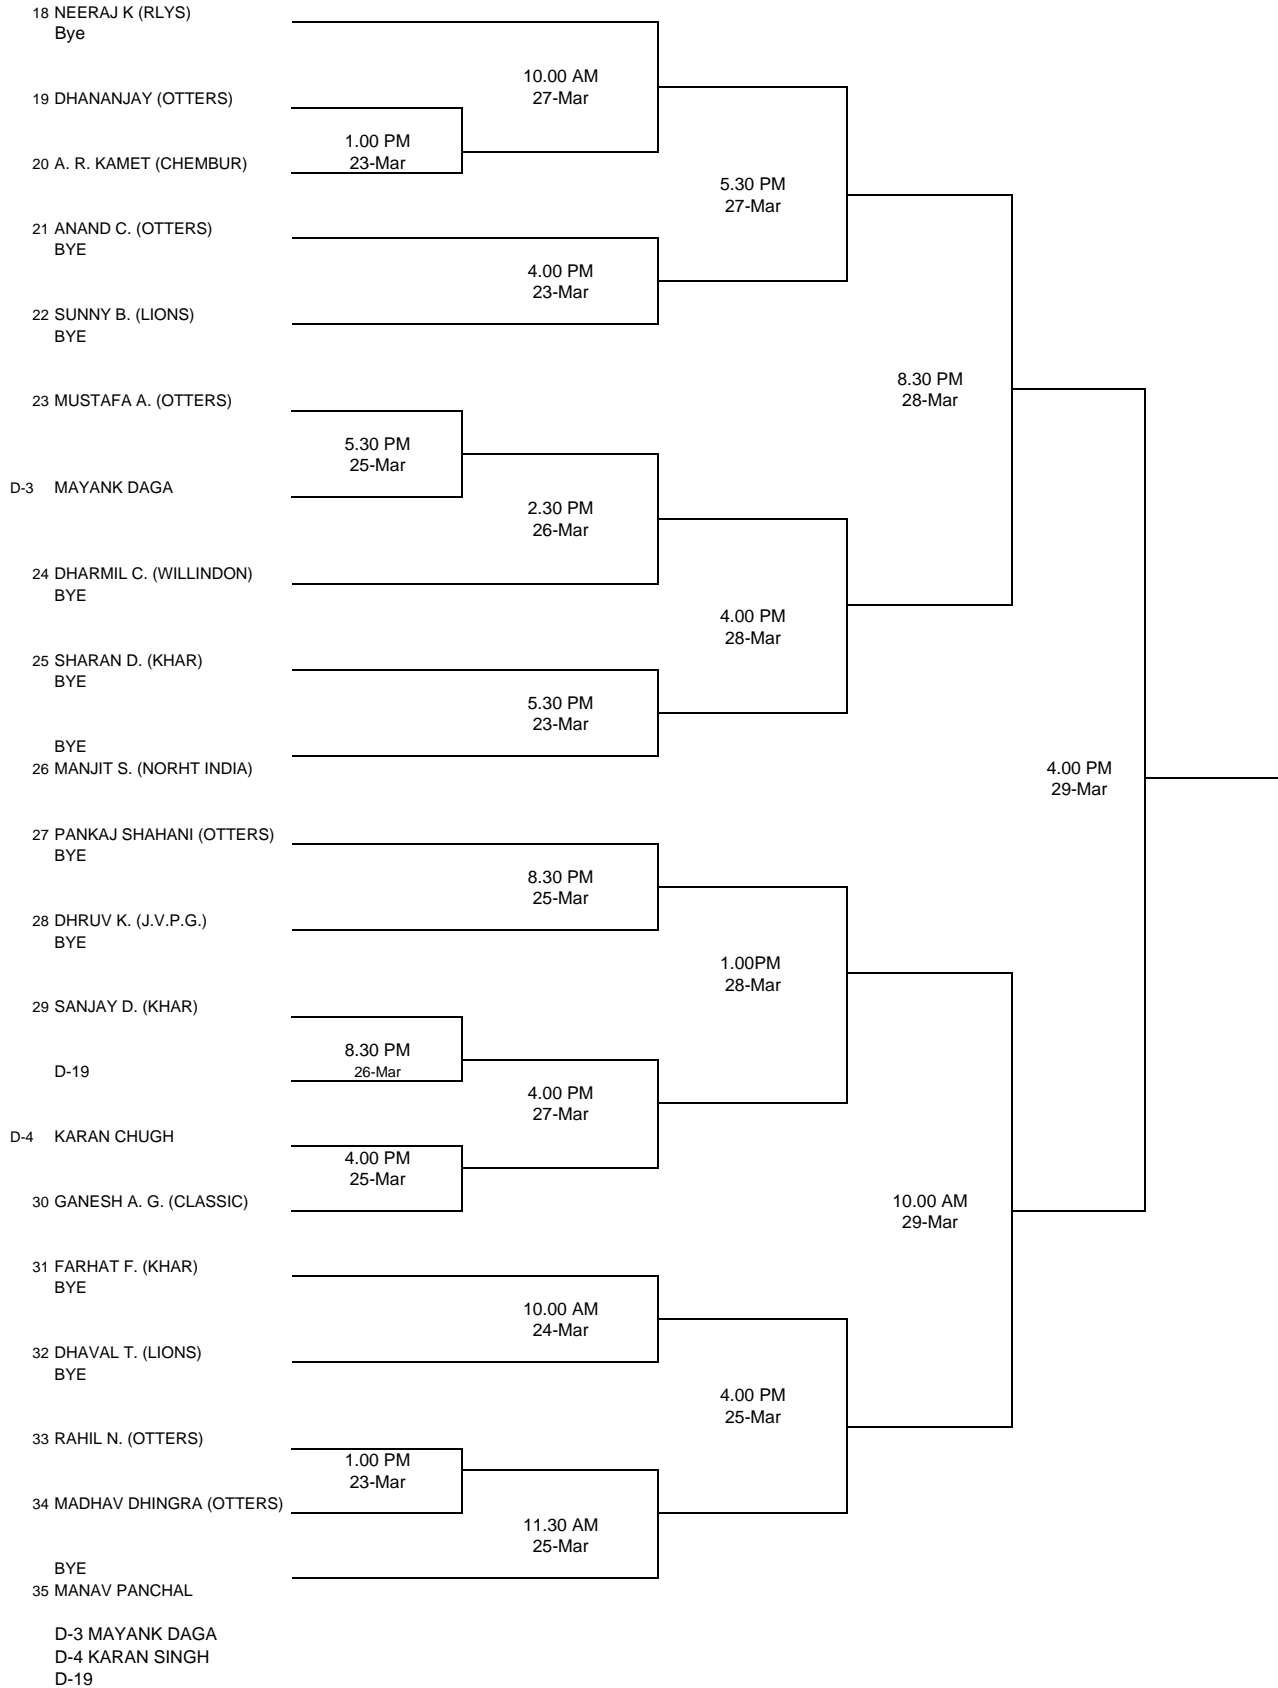 18 NEERAJ K (RLYS)
Bye
10.00 AM
27-Mar
19 DHANANJAY (OTTERS)
1.00 PM
23-Mar
20 A. R. KAMET (CHEMBUR)
5.30 PM
27-Mar
21 ANAND C. (OTTERS)
BYE
4.00 PM
23-Mar
22 SUNNY B. (LIONS)
BYE
8.30 PM
28-Mar
23 MUSTAFA A. (OTTERS)
5.30 PM
25-Mar
D-3 MAYANK DAGA
2.30 PM
26-Mar
24 DHARMIL C. (WILLINDON)
BYE
4.00 PM
28-Mar
25 SHARAN D. (KHAR)
BYE
5.30 PM
23-Mar
BYE
26 MANJIT S. (NORHT INDIA)
4.00 PM
29-Mar
27 PANKAJ SHAHANI (OTTERS)
BYE
8.30 PM
25-Mar
28 DHRUV K. (J.V.P.G.)
BYE
1.00PM
28-Mar
29 SANJAY D. (KHAR)
8.30 PM
26-Mar
D-19
4.00 PM
27-Mar
D-4 KARAN CHUGH
4.00 PM
25-Mar
30 GANESH A. G. (CLASSIC)
10.00 AM
29-Mar
31 FARHAT F. (KHAR)
BYE
10.00 AM
24-Mar
32 DHAVAL T. (LIONS)
BYE
4.00 PM
25-Mar
33 RAHIL N. (OTTERS)
1.00 PM
23-Mar
34 MADHAV DHINGRA (OTTERS)
11.30 AM
25-Mar
BYE
35 MANAV PANCHAL
D-3 MAYANK DAGA
D-4 KARAN SINGH
D-19